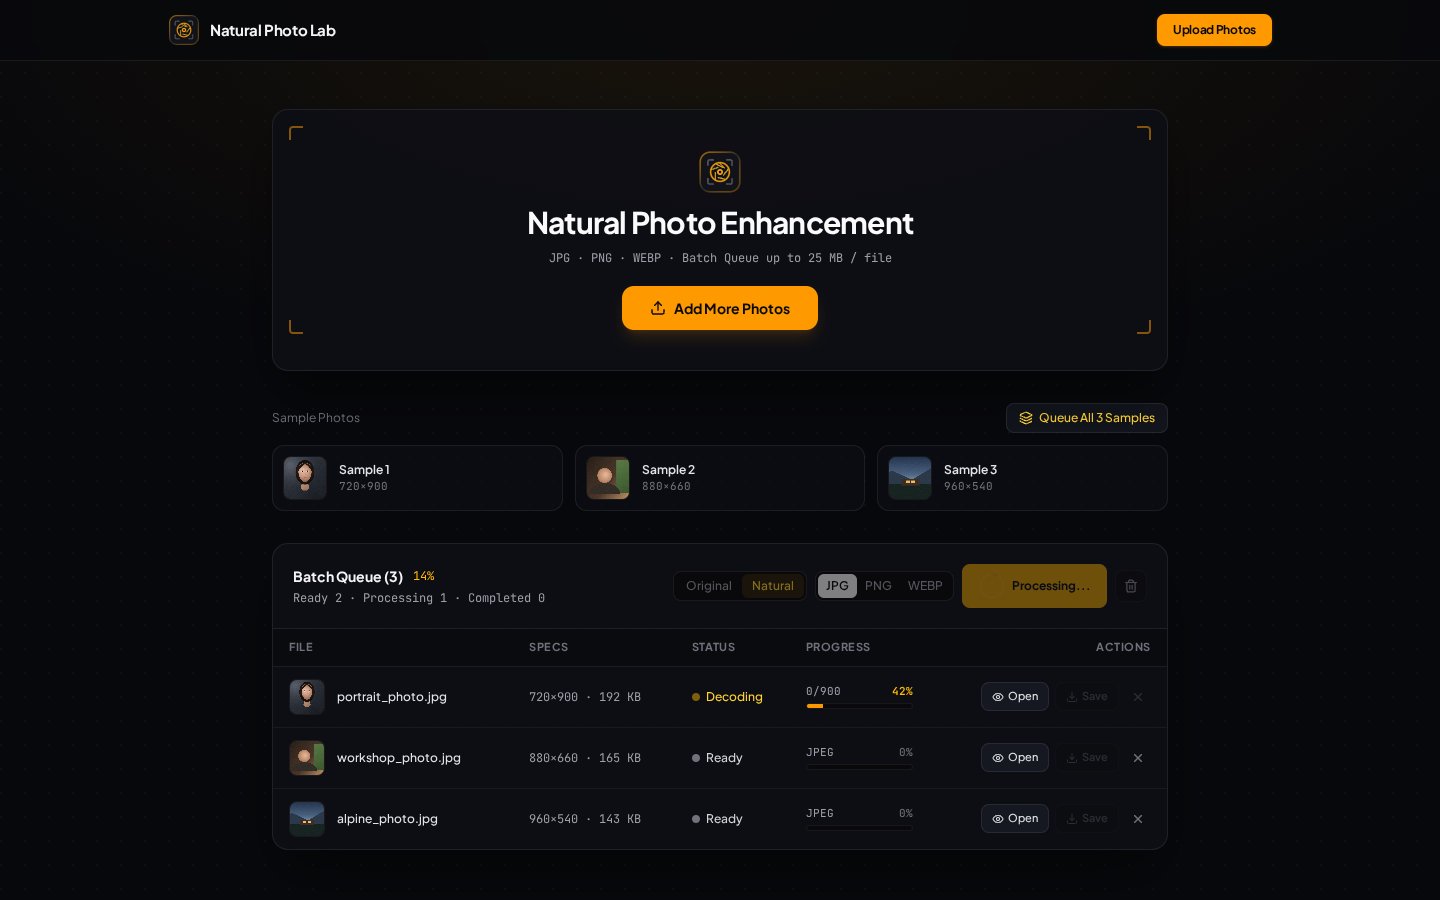 Natural Photo Lab
Upload Photos
Natural Photo Enhancement
JPG · PNG · WEBP · Batch Queue up to 25 MB / file
Add More Photos
Sample Photos
Queue All 3 Samples
Sample 1
720×900
Sample 2
880×660
Sample 3
960×540
Batch Queue (3) 14%
Ready 2 · Processing 1 · Completed 0
Original Natural JPG PNG WEBP Processing...
FILE SPECS STATUS PROGRESS ACTIONS
portrait_photo.jpg 720×900 · 192 KB Decoding 0/900 42% Open Save
workshop_photo.jpg 880×660 · 165 KB Ready JPEG 0% Open Save
alpine_photo.jpg 960×540 · 143 KB Ready JPEG 0% Open Save